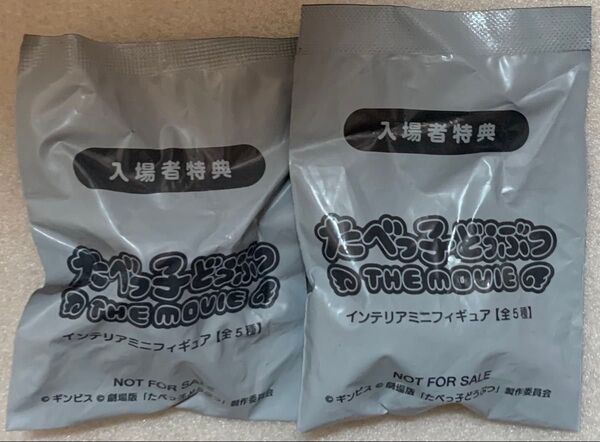 入場者特典
たべっ子どうぶつ
THE MOVIE
インテリアミニフィギュア【全5種】
NOT FOR SALE
©ギンビス ©劇場版「たべっ子どうぶつ」製作委員会
入場者特典
たべっ子どうぶつ
THE MOVIE
インテリアミニフィギュア【全5種】
NOT FOR SALE
©ギンビス ©劇場版「たべっ子どうぶつ」製作委員会